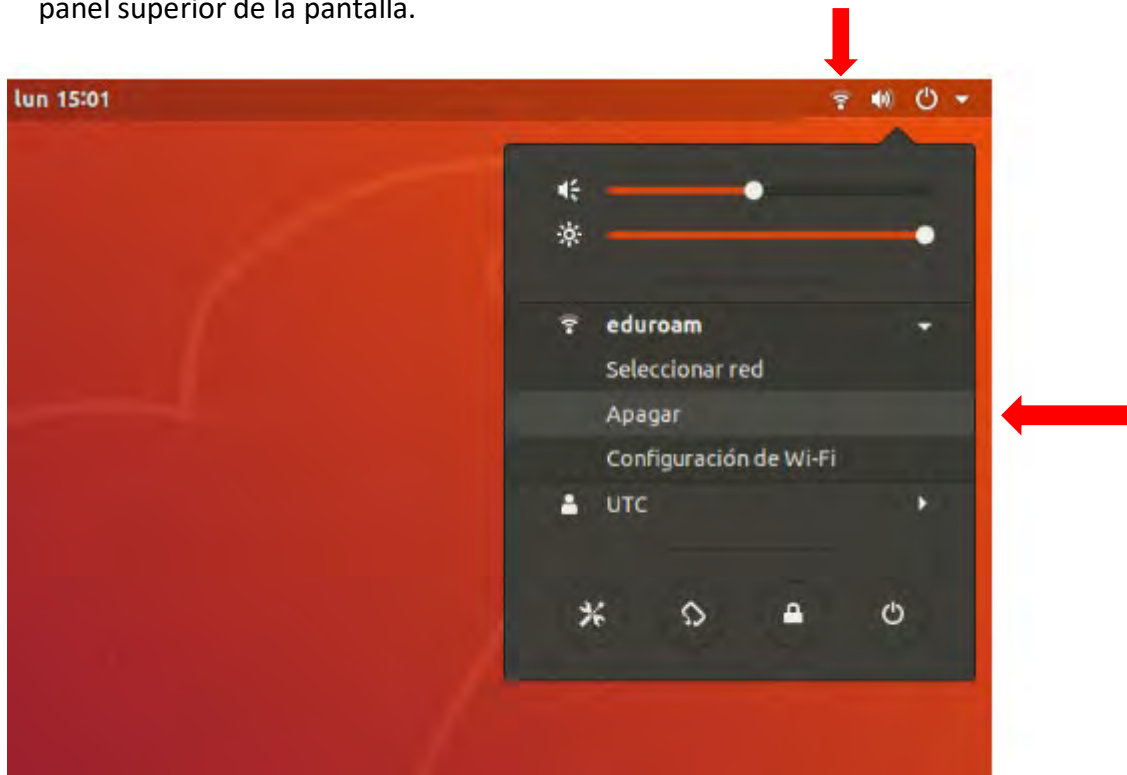 panel superior de la pantalla.
lun 15:01
eduroam
Seleccionar red
Apagar
Configuración de Wi-Fi
UTC